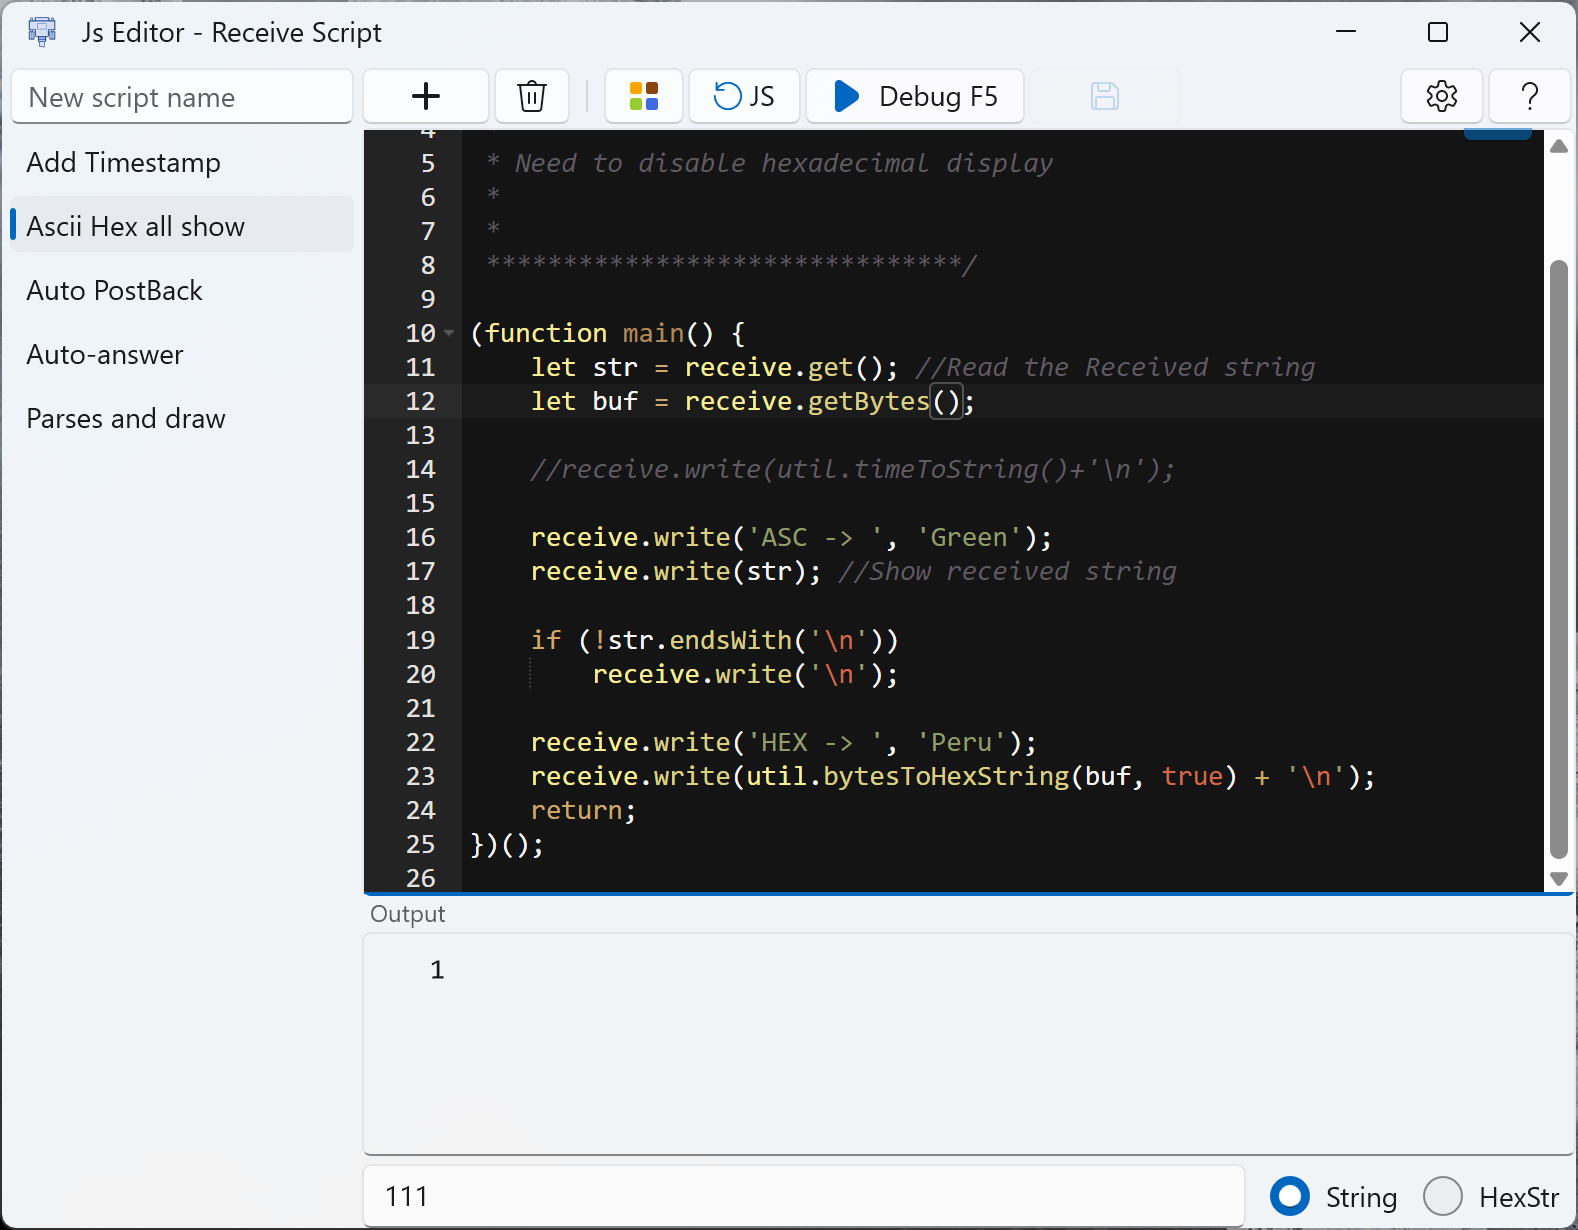 Js Editor - Receive Script
New script name
JS
Debug F5
?
Add Timestamp
Ascii Hex all show
Auto PostBack
Auto-answer
Parses and draw
4
5 * Need to disable hexadecimal display
6 *
7 *
8 *******************************/
9
10 (function main() {
11 let str = receive.get(); //Read the Received string
12 let buf = receive.getBytes();
13
14 //receive.write(util.timeToString()+'\n');
15
16 receive.write('ASC -> ', 'Green');
17 receive.write(str); //Show received string
18
19 if (!str.endsWith('\n'))
20 receive.write('\n');
21
22 receive.write('HEX -> ', 'Peru');
23 receive.write(util.bytesToHexString(buf, true) + '\n');
24 return;
25 })();
26
Output
1
111
String
HexStr